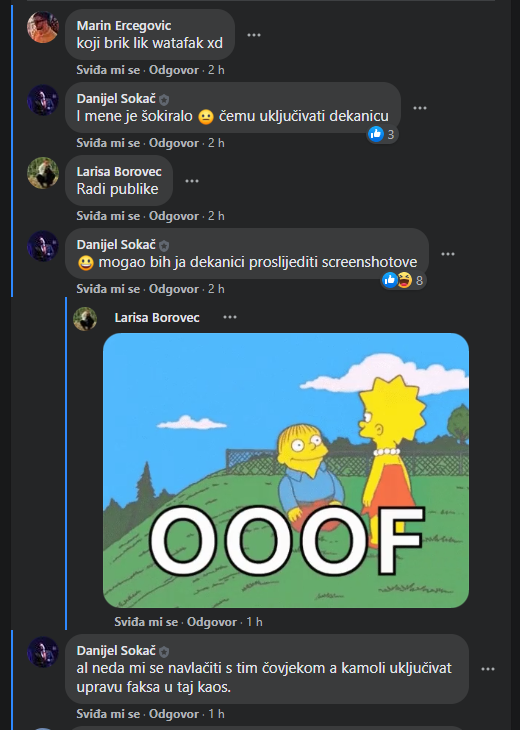 Marin Ercegovic
koji brik lik watafak xd
Sviđa mi se · Odgovor · 2 h
Danijel Sokač
I mene je šokiralo 😐 čemu uključivati dekanicu
3
Sviđa mi se · Odgovor · 2 h
Larisa Borovec
Radi publike
Sviđa mi se · Odgovor · 2 h
Danijel Sokač
😀 mogao bih ja dekanici proslijediti screenshotove
8
Sviđa mi se · Odgovor · 2 h
Larisa Borovec
OOOF
Sviđa mi se · Odgovor · 1 h
Danijel Sokač
al neda mi se navlačiti s tim čovjekom a kamoli uključivat
upravu faksa u taj kaos.
Sviđa mi se · Odgovor · 1 h